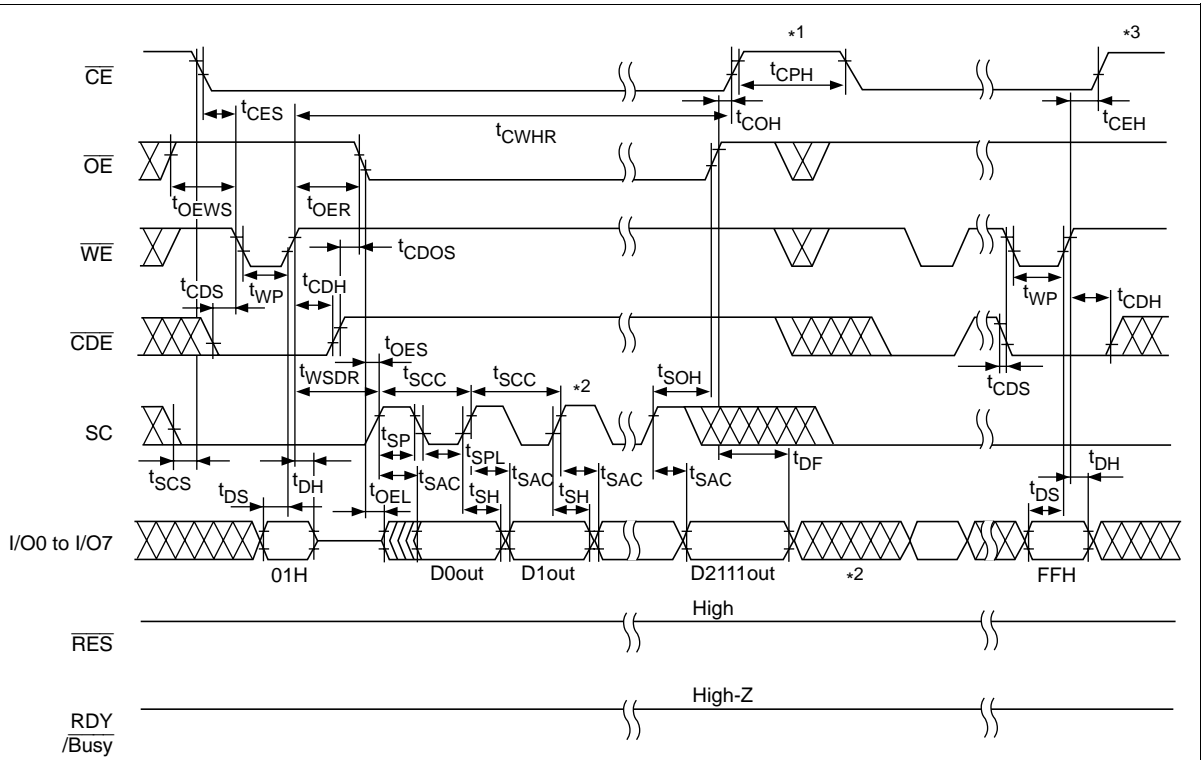 *1
*3
CE
tCPH
tCES
tCOH
tCEH
tCWHR
OE
tOEWS
tOER
WE
tCDOS
tCDS
tWP
tCDH
tWP
tCDH
CDE
tOES
tWSDR
tSCC
tSCC
*2
tSOH
tCDS
SC
tSP
tSPL
tSCS
tDH
tSAC
tSAC
tSAC
tSAC
tDF
tDH
tDS
tOEL
tSH
tSH
tDS
I/O0 to I/O7
01H
D0out
D1out
D2111out
*2
FFH
High
RES
High-Z
RDY
/Busy